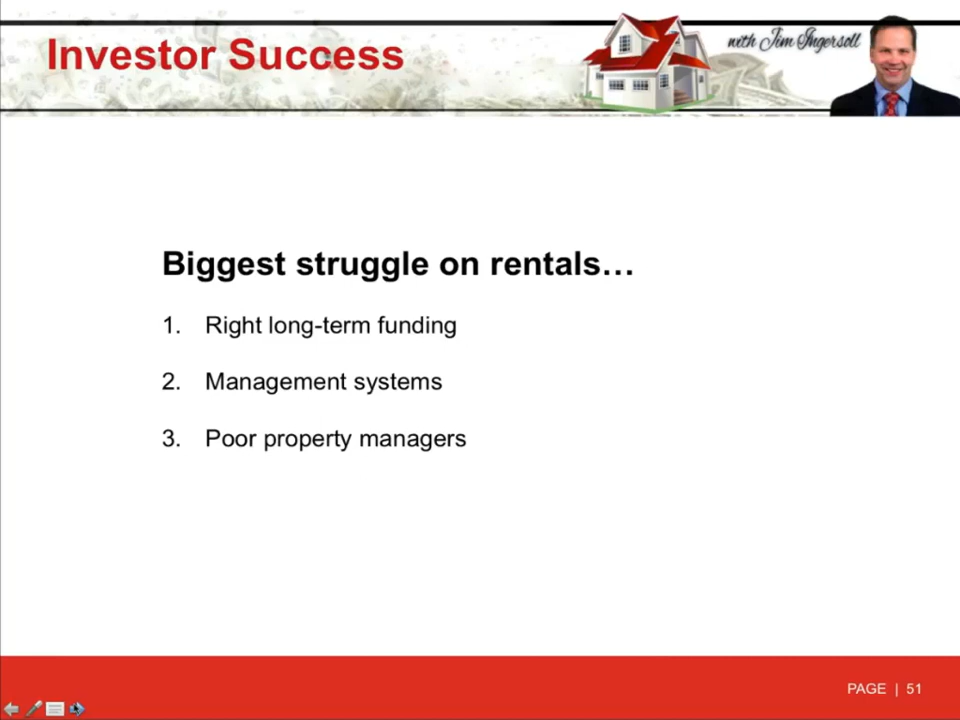 Investor Success
with Jim Ingersoll
Biggest struggle on rentals…
1. Right long-term funding
2. Management systems
3. Poor property managers
PAGE | 51